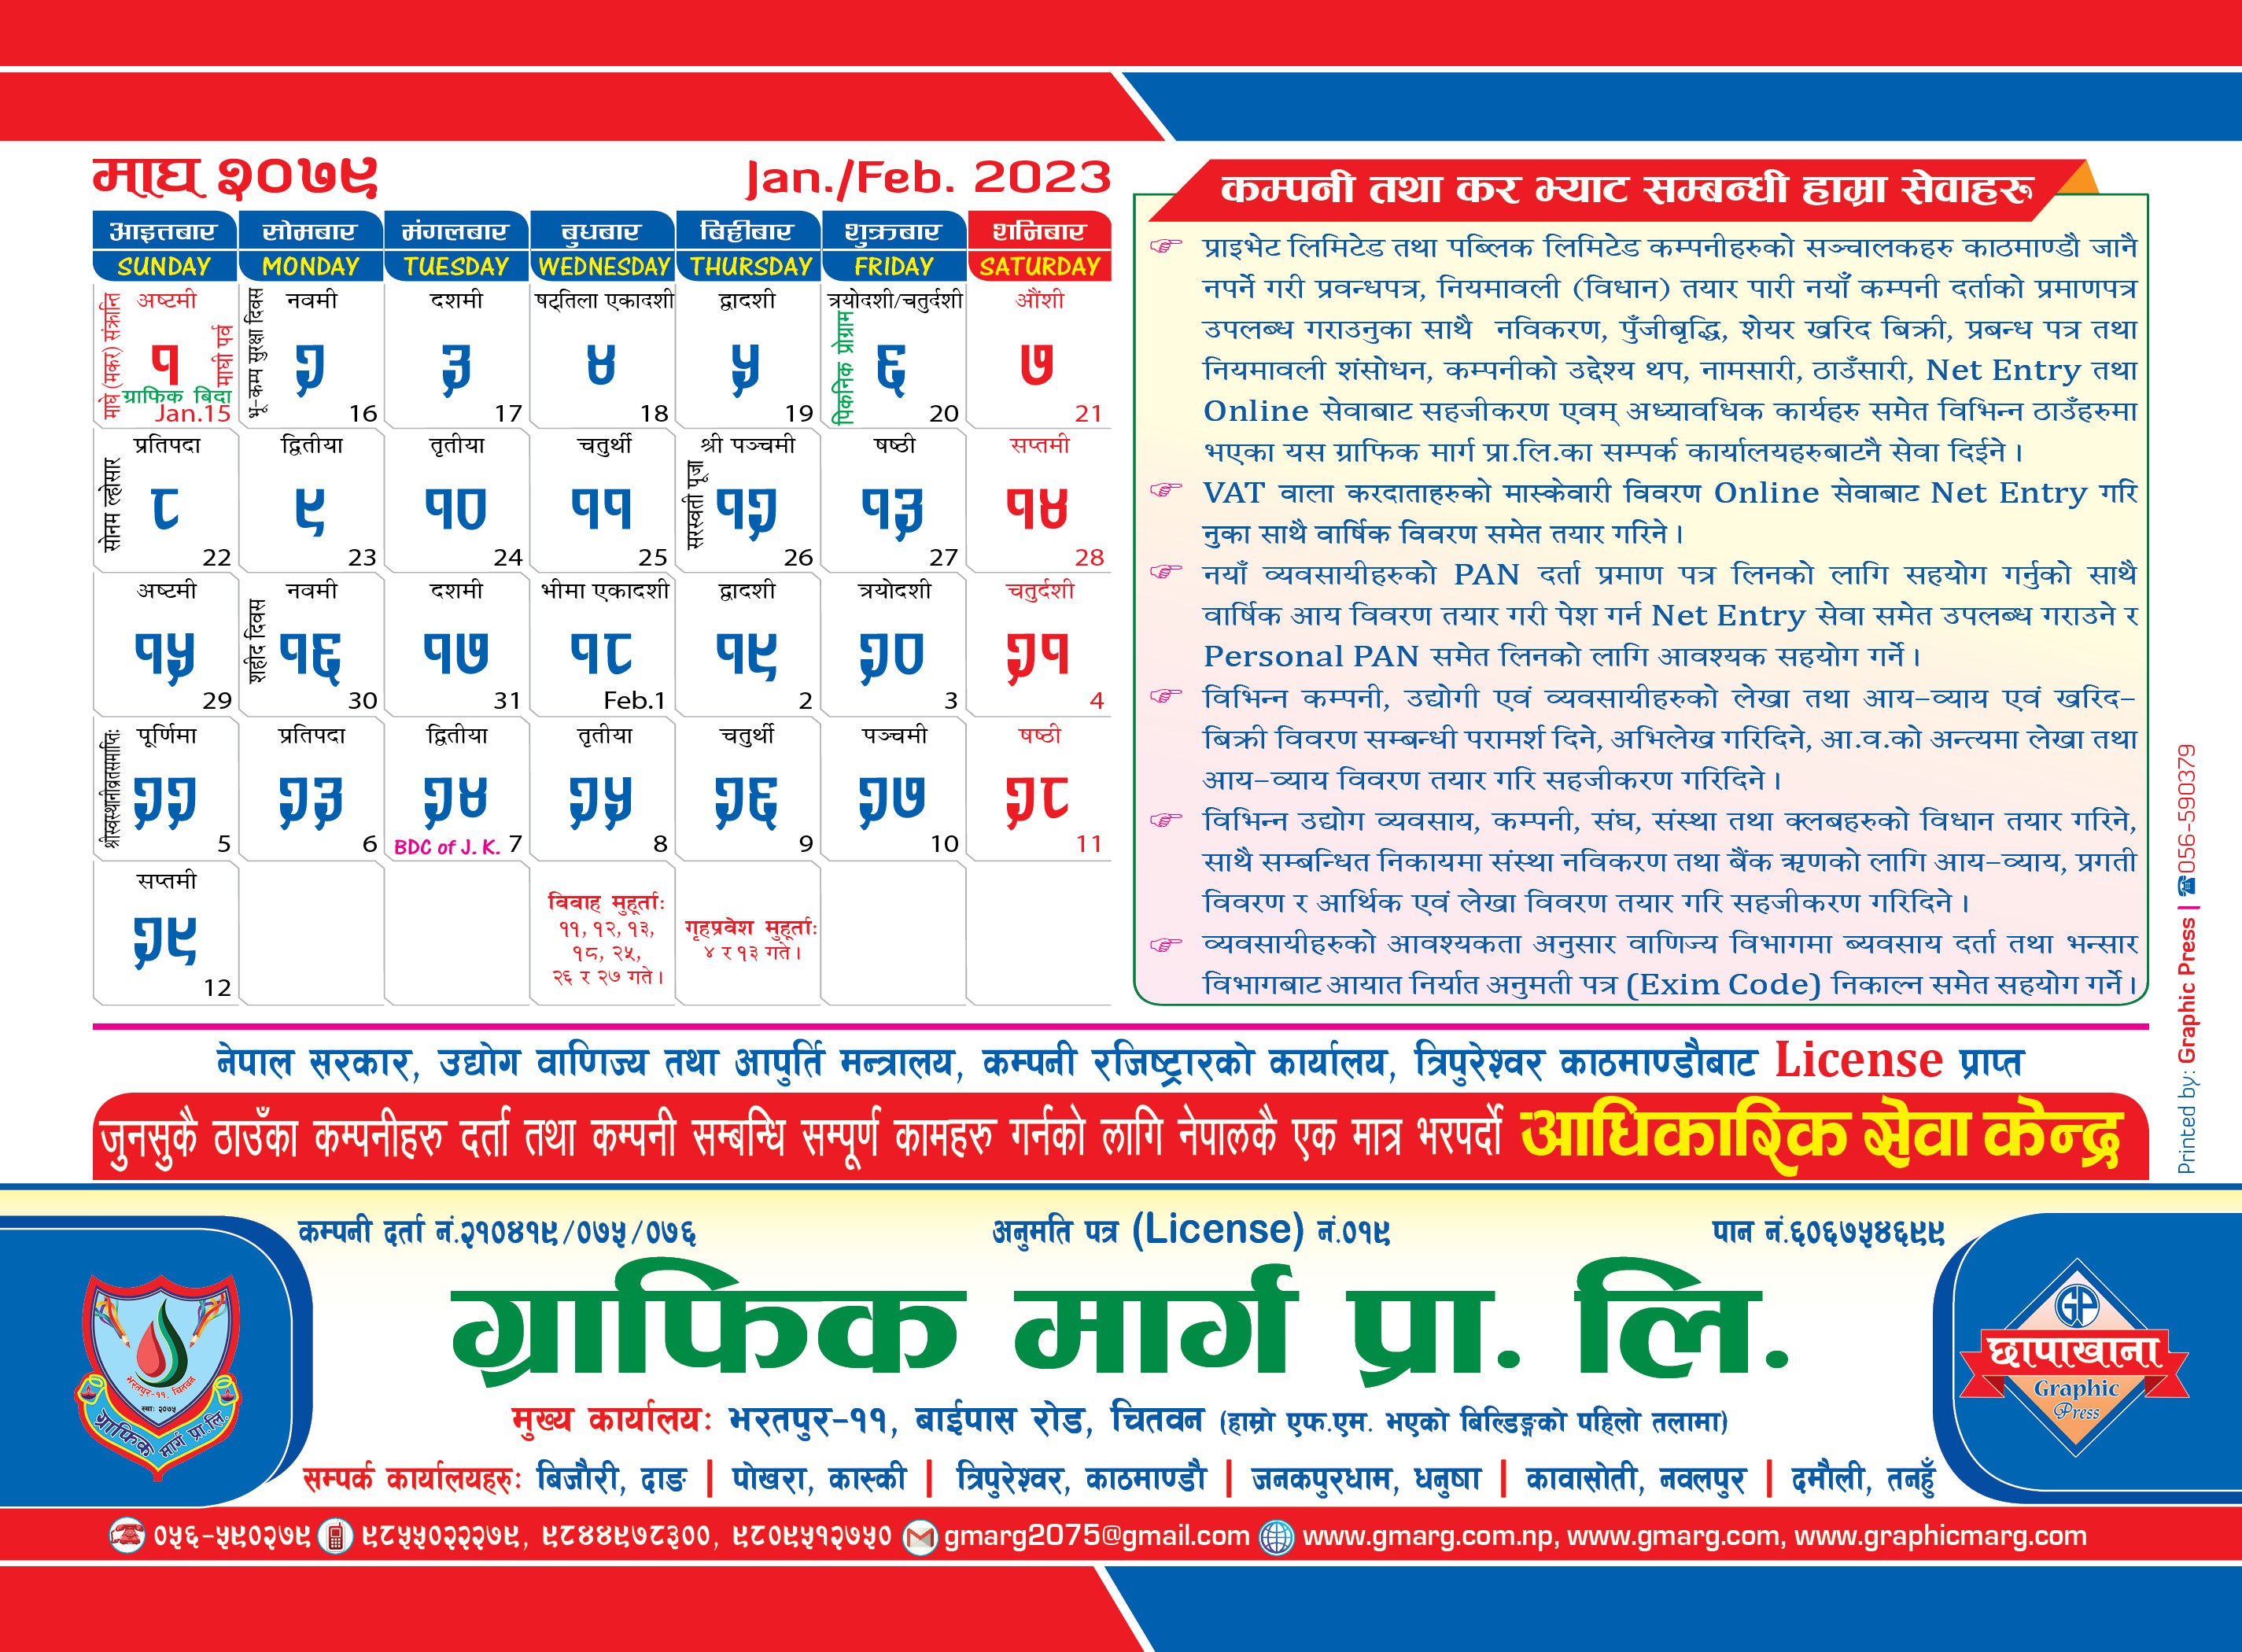 माघ २०७९
Jan./Feb. 2023
आइतबार सोमबार मंगलबार बुधबार बिहीबार शुक्रबार शनिबार
SUNDAY MONDAY TUESDAY WEDNESDAY THURSDAY FRIDAY SATURDAY
अष्टमी नवमी दशमी षट्तिला एकादशी द्वादशी त्रयोदशी/चतुर्दशी औंशी
माघे (मकर) संक्रान्ति
माघी पर्व
भू-कम्प सुरक्षा दिवस
पिकनिक प्रोग्राम
१ २ ३ ४ ५ ६ ७
ग्राफिक बिदा
Jan.15 16 17 18 19 20 21
प्रतिपदा द्वितीया तृतीया चतुर्थी श्री पञ्चमी षष्ठी सप्तमी
सोनम ल्होसार
सरस्वती पूजा
८ ९ १० ११ १२ १३ १४
22 23 24 25 26 27 28
अष्टमी नवमी दशमी भीमा एकादशी द्वादशी त्रयोदशी चतुर्दशी
शहीद दिवस
१५ १६ १७ १८ १९ २० २१
29 30 31 Feb.1 2 3 4
पूर्णिमा प्रतिपदा द्वितीया तृतीया चतुर्थी पञ्चमी षष्ठी
श्रीस्वस्थानीव्रतसमाप्तिः
२२ २३ २४ २५ २६ २७ २८
5 6 BDC of J. K. 7 8 9 10 11
सप्तमी
२९
12
विवाह मुहूर्ताः
११, १२, १३,
१८, २५,
२६ र २७ गते ।
गृहप्रवेश मुहूर्ताः
४ र १३ गते ।
कम्पनी तथा कर भ्याट सम्बन्धी हाम्रा सेवाहरु
प्राइभेट लिमिटेड तथा पब्लिक लिमिटेड कम्पनीहरुको सञ्चालकहरु काठमाण्डौ जानै
नपर्ने गरी प्रवन्धपत्र, नियमावली (विधान) तयार पारी नयाँ कम्पनी दर्ताको प्रमाणपत्र
उपलब्ध गराउनुका साथै नविकरण, पुँजीबृद्धि, शेयर खरिद बिक्री, प्रबन्ध पत्र तथा
नियमावली शंसोधन, कम्पनीको उद्देश्य थप, नामसारी, ठाउँसारी, Net Entry तथा
Online सेवाबाट सहजीकरण एवम् अध्यावधिक कार्यहरु समेत विभिन्न ठाउँहरुमा
भएका यस ग्राफिक मार्ग प्रा.लि.का सम्पर्क कार्यालयहरुबाटनै सेवा दिईने ।
VAT वाला करदाताहरुको मास्केवारी विवरण Online सेवाबाट Net Entry गरि
नुका साथै वार्षिक विवरण समेत तयार गरिने ।
नयाँ व्यवसायीहरुको PAN दर्ता प्रमाण पत्र लिनको लागि सहयोग गर्नुको साथै
वार्षिक आय विवरण तयार गरी पेश गर्न Net Entry सेवा समेत उपलब्ध गराउने र
Personal PAN समेत लिनको लागि आवश्यक सहयोग गर्ने ।
विभिन्न कम्पनी, उद्योगी एवं व्यवसायीहरुको लेखा तथा आय-व्याय एवं खरिद-
बिक्री विवरण सम्बन्धी परामर्श दिने, अभिलेख गरिदिने, आ.व.को अन्त्यमा लेखा तथा
आय-व्याय विवरण तयार गरि सहजीकरण गरिदिने ।
विभिन्न उद्योग व्यवसाय, कम्पनी, संघ, संस्था तथा क्लबहरुको विधान तयार गरिने,
साथै सम्बन्धित निकायमा संस्था नविकरण तथा बैंक ऋणको लागि आय-व्याय, प्रगती
विवरण र आर्थिक एवं लेखा विवरण तयार गरि सहजीकरण गरिदिने ।
व्यवसायीहरुको आवश्यकता अनुसार वाणिज्य विभागमा ब्यवसाय दर्ता तथा भन्सार
विभागबाट आयात निर्यात अनुमती पत्र (Exim Code) निकाल्न समेत सहयोग गर्ने ।
Printed by: Graphic Press | ☎056-590379
नेपाल सरकार, उद्योग वाणिज्य तथा आपुर्ति मन्त्रालय, कम्पनी रजिष्ट्रारको कार्यालय, त्रिपुरेश्वर काठमाण्डौबाट License प्राप्त
जुनसुकै ठाउँका कम्पनीहरु दर्ता तथा कम्पनी सम्बन्धि सम्पूर्ण कामहरु गर्नको लागि नेपालकै एक मात्र भरपर्दो आधिकारिक सेवा केन्द्र
कम्पनी दर्ता नं.२१०४१९/०७५/०७६ अनुमति पत्र (License) नं.०१९ पान नं.६०६७५४६९९
ग्राफिक मार्ग प्रा. लि.
मुख्य कार्यालयः भरतपुर-११, बाईपास रोड, चितवन (हाम्रो एफ.एम. भएको बिल्डिङ्गको पहिलो तलामा)
सम्पर्क कार्यालयहरुः बिजौरी, दाङ | पोखरा, कास्की | त्रिपुरेश्वर, काठमाण्डौ | जनकपुरधाम, धनुषा | कावासोती, नवलपुर | दमौली, तनहुँ
भरतपुर-११, चितवन
स्थाः २०७५
ग्राफिक मार्ग प्रा.लि.
GP
छापाखाना
Graphic
Press
०५६-५९०२७९ ९८५५०२२२७९, ९८४४९७८३००, ९८०९५१२७५० gmarg2075@gmail.com www.gmarg.com.np, www.gmarg.com, www.graphicmarg.com